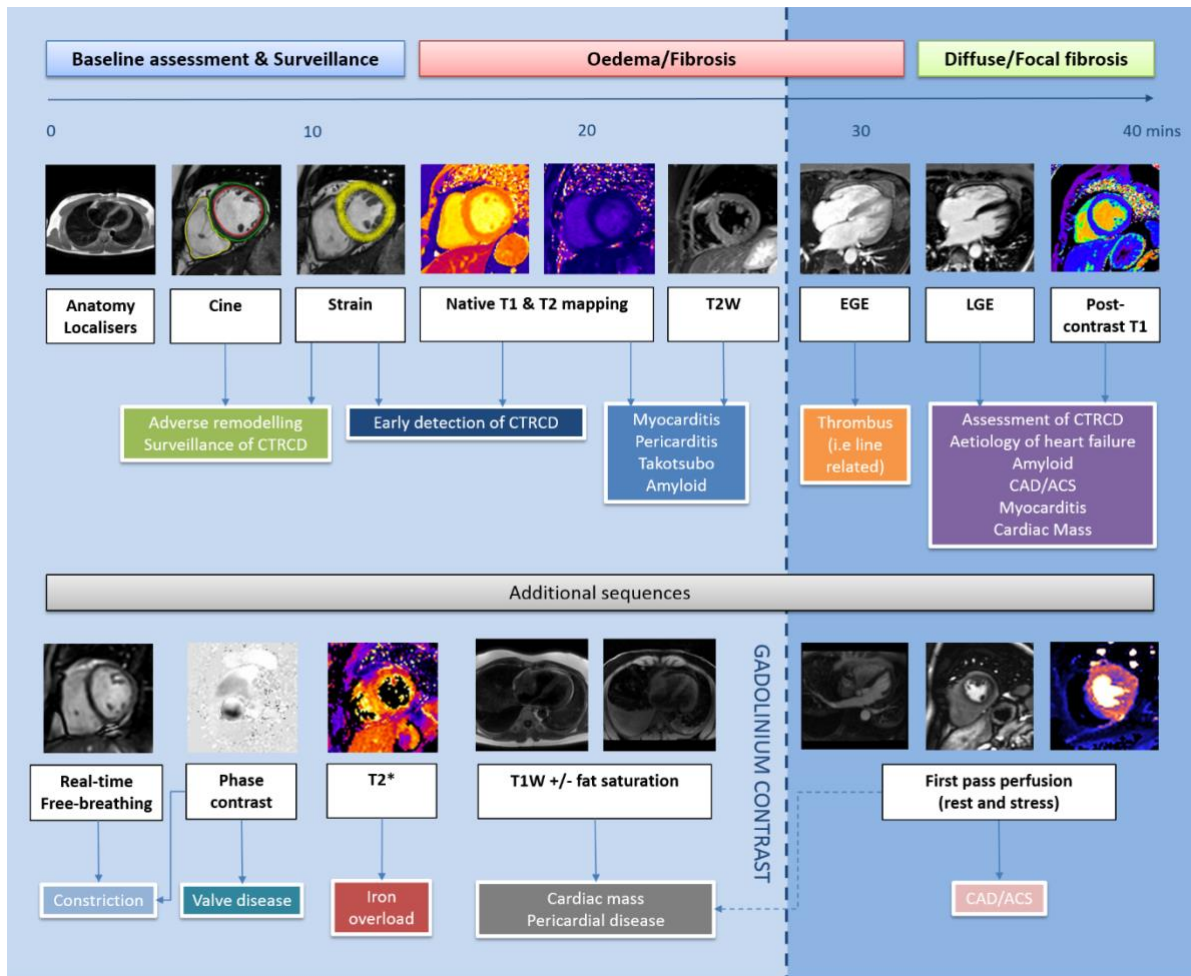 Baseline assessment & Surveillance
Oedema/Fibrosis
Diffuse/Focal fibrosis
0
10
20
30
40 mins
Anatomy
Localisers
Cine
Strain
Native T1 & T2 mapping
T2W
EGE
LGE
Post-
contrast T1
Adverse remodelling
Surveillance of CTRCD
Early detection of CTRCD
Myocarditis
Pericarditis
Takotsubo
Amyloid
Thrombus
(i.e line
related)
Assessment of CTRCD
Aetiology of heart failure
Amyloid
CAD/ACS
Myocarditis
Cardiac Mass
Additional sequences
GADOLINIUM CONTRAST
Real-time
Free-breathing
Phase
contrast
T2*
T1W +/- fat saturation
First pass perfusion
(rest and stress)
Constriction
Valve disease
Iron
overload
Cardiac mass
Pericardial disease
CAD/ACS